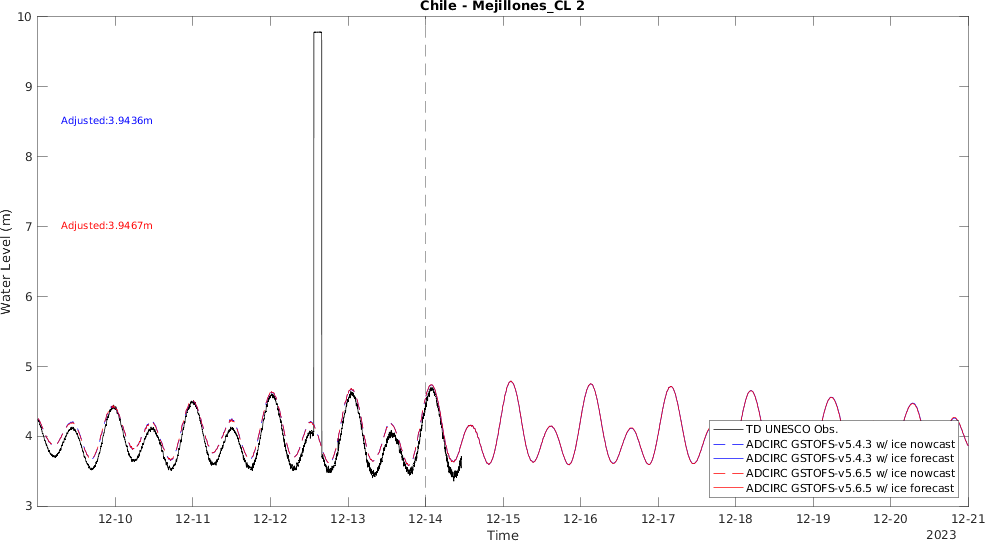 Chile - Mejillones_CL 2
10
9
8
7
6
5
4
3
Water Level (m)
Adjusted:3.9436m
Adjusted:3.9467m
TD UNESCO Obs.
ADCIRC GSTOFS-v5.4.3 w/ ice nowcast
ADCIRC GSTOFS-v5.4.3 w/ ice forecast
ADCIRC GSTOFS-v5.6.5 w/ ice nowcast
ADCIRC GSTOFS-v5.6.5 w/ ice forecast
12-10 12-11 12-12 12-13 12-14 12-15 12-16 12-17 12-18 12-19 12-20 12-21
Time
2023